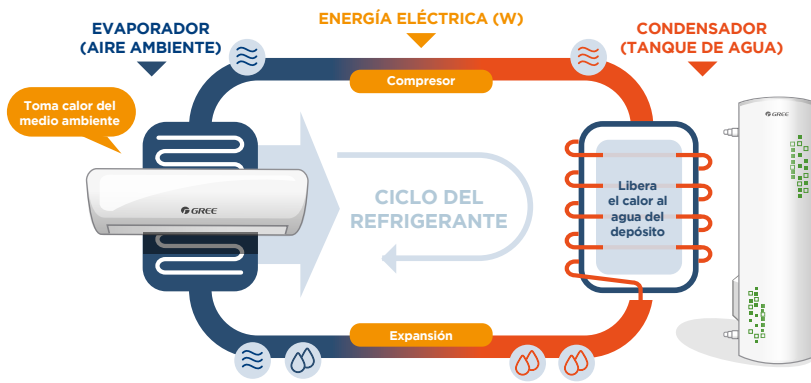 ENERGÍA ELÉCTRICA (W)
EVAPORADOR
(AIRE AMBIENTE)
CONDENSADOR
(TANQUE DE AGUA)
Compresor
Toma calor del
medio ambiente
GREE
GREE
CICLO DEL
REFRIGERANTE
Libera
el calor al
agua del
depósito
Expansión